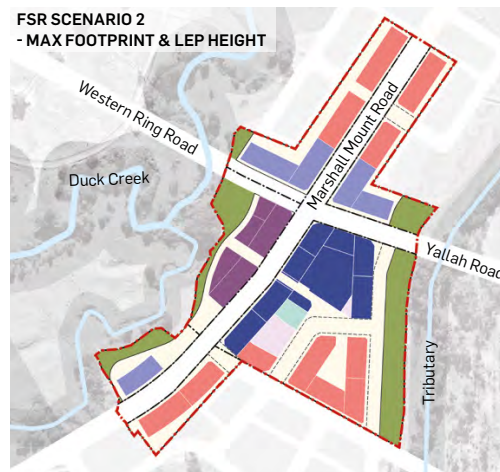 FSR SCENARIO 2
- MAX FOOTPRINT & LEP HEIGHT
Western Ring Road
Marshall Mount Road
Duck Creek
Yallah Road
Tributary